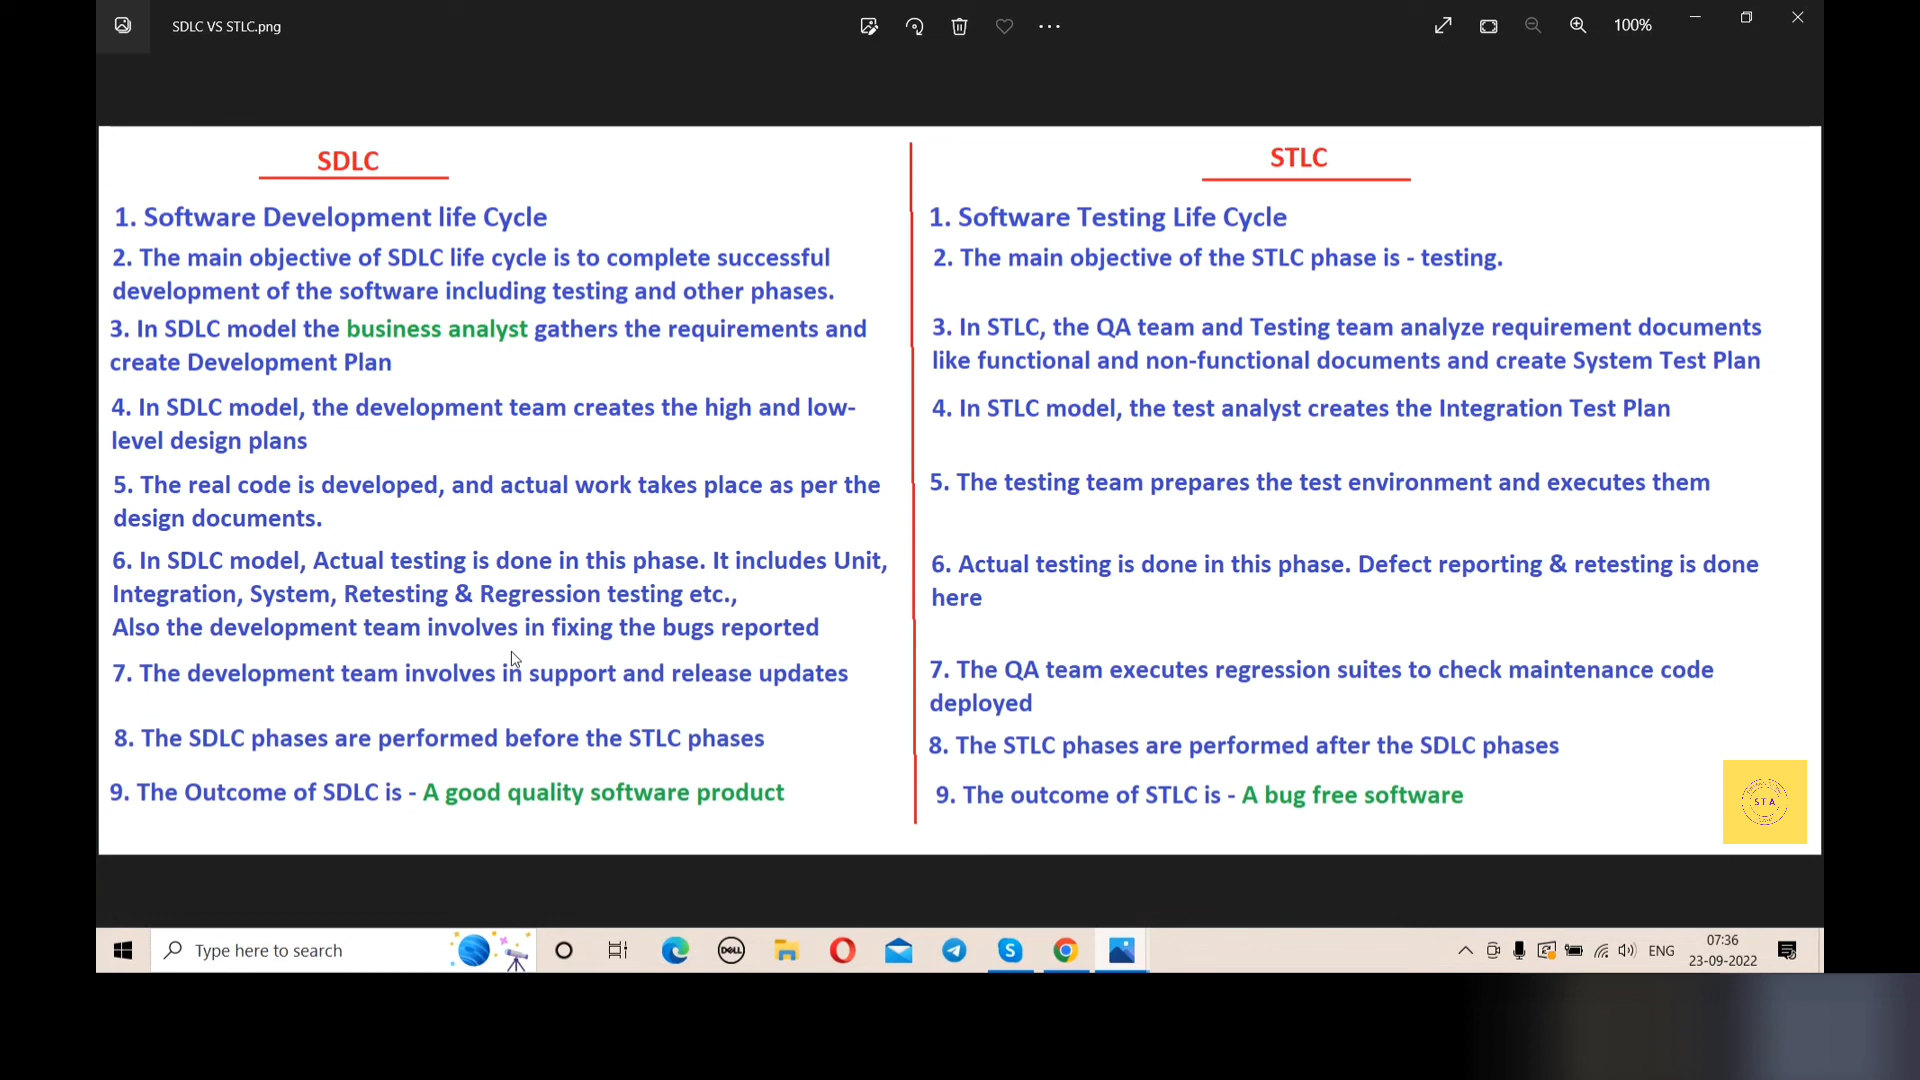 SDLC VS STLC.png
100%
SDLC
1. Software Development life Cycle
2. The main objective of SDLC life cycle is to complete successful
development of the software including testing and other phases.
3. In SDLC model the business analyst gathers the requirements and
create Development Plan
4. In SDLC model, the development team creates the high and low-
level design plans
5. The real code is developed, and actual work takes place as per the
design documents.
6. In SDLC model, Actual testing is done in this phase. It includes Unit,
Integration, System, Retesting & Regression testing etc.,
Also the development team involves in fixing the bugs reported
7. The development team involves in support and release updates
8. The SDLC phases are performed before the STLC phases
9. The Outcome of SDLC is - A good quality software product
STLC
1. Software Testing Life Cycle
2. The main objective of the STLC phase is - testing.
3. In STLC, the QA team and Testing team analyze requirement documents
like functional and non-functional documents and create System Test Plan
4. In STLC model, the test analyst creates the Integration Test Plan
5. The testing team prepares the test environment and executes them
6. Actual testing is done in this phase. Defect reporting & retesting is done
here
7. The QA team executes regression suites to check maintenance code
deployed
8. The STLC phases are performed after the SDLC phases
9. The outcome of STLC is - A bug free software
STA
Type here to search
DELL
ENG
07:36
23-09-2022